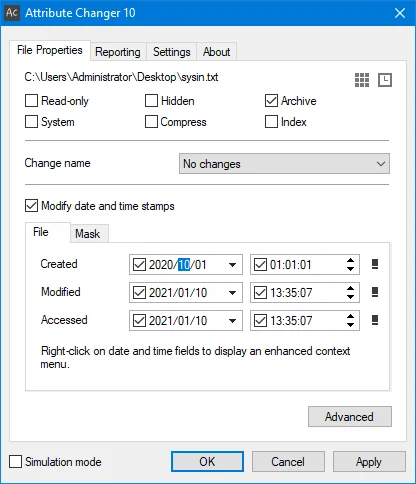 AC Attribute Changer 10
File Properties Reporting Settings About
C:\Users\Administrator\Desktop\sysin.txt
Read-only Hidden Archive
System Compress Index
Change name No changes
Modify date and time stamps
File Mask
Created 2020/10/01 01:01:01
Modified 2021/01/10 13:35:07
Accessed 2021/01/10 13:35:07
Right-click on date and time fields to display an enhanced context
menu.
Advanced
Simulation mode OK Cancel Apply